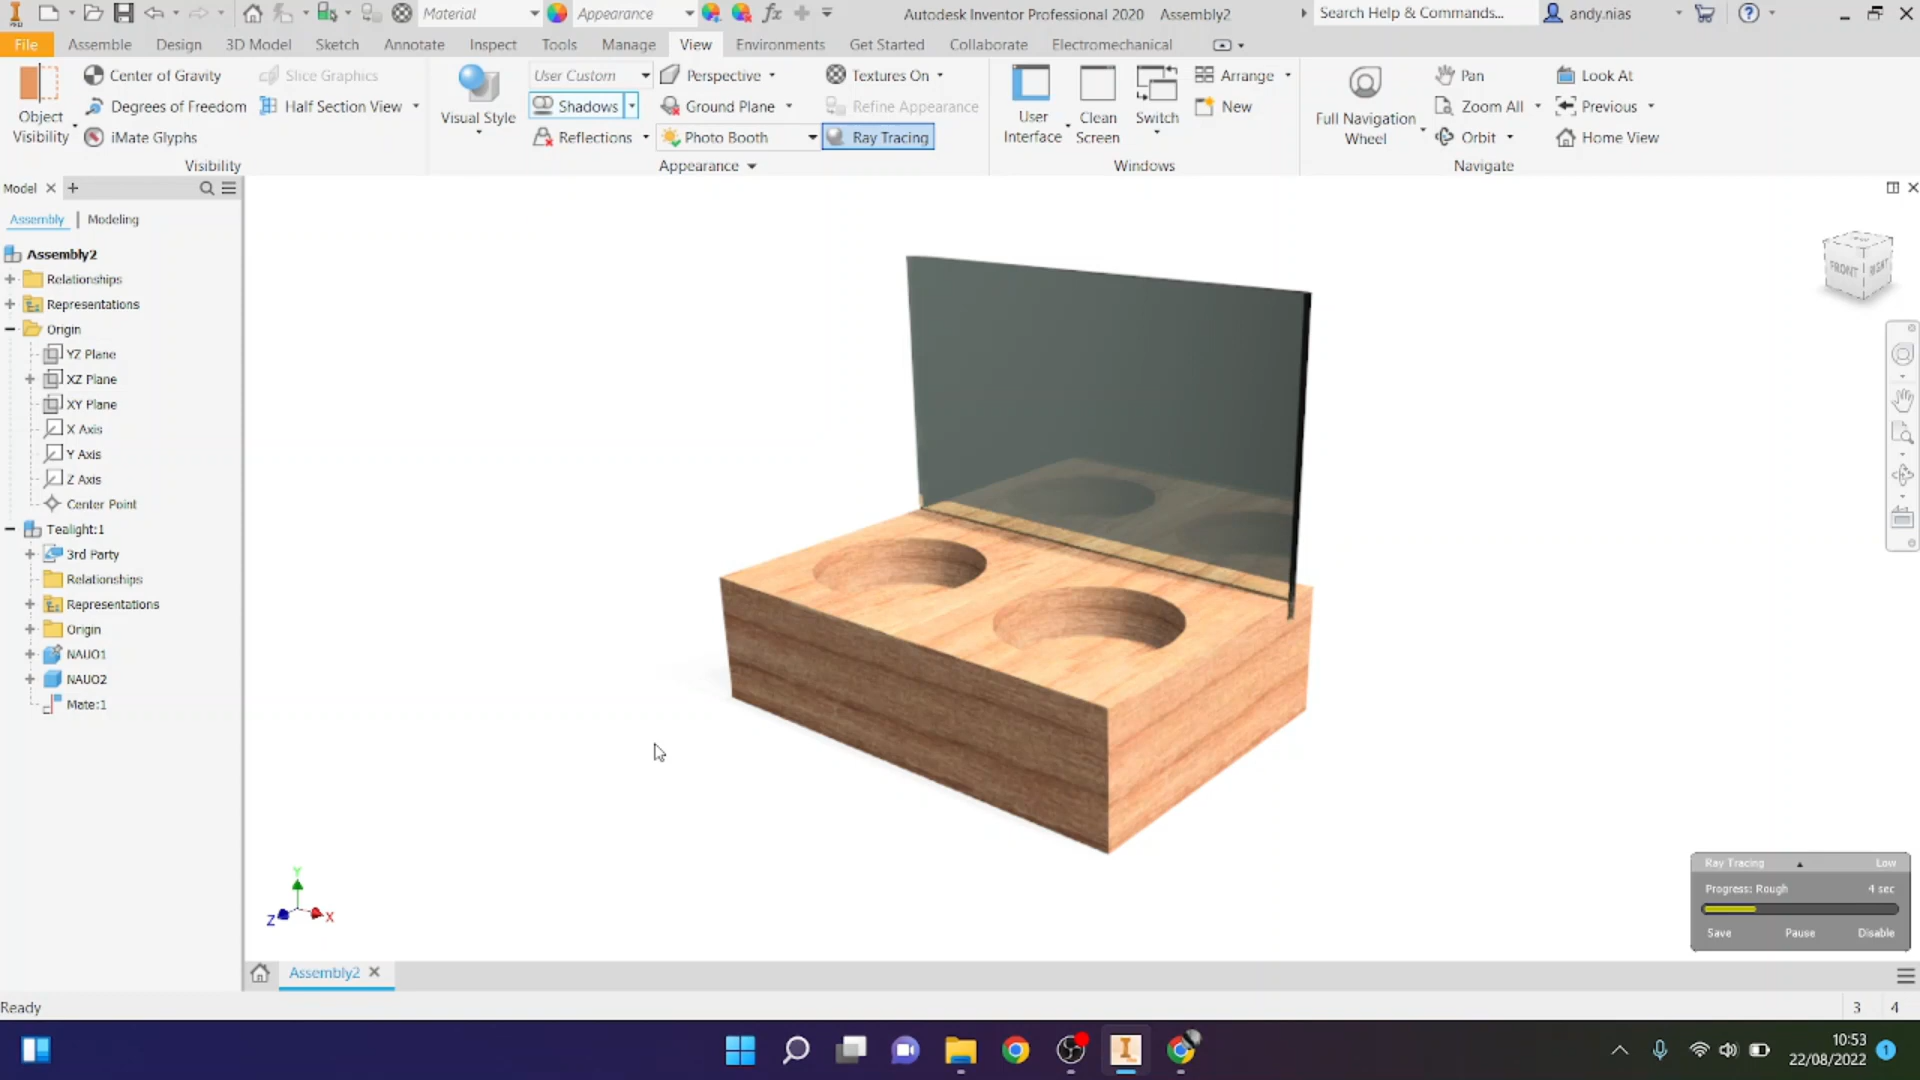 Material
Appearance
fx
Autodesk Inventor Professional 2020 Assembly2
Search Help & Commands...
andy.nias
File
Assemble
Design
3D Model
Sketch
Annotate
Inspect
Tools
Manage
View
Environments
Get Started
Collaborate
Electromechanical
Object
Visibility
Center of Gravity
Degrees of Freedom
iMate Glyphs
Slice Graphics
Half Section View
Visibility
Visual Style
User Custom
Shadows
Reflections
Perspective
Ground Plane
Photo Booth
Textures On
Refine Appearance
Ray Tracing
Appearance
User
Interface
Clean
Screen
Switch
Arrange
New
Windows
Full Navigation
Wheel
Pan
Zoom All
Orbit
Look At
Previous
Home View
Navigate
Model
Assembly | Modeling
Assembly2
Relationships
Representations
Origin
YZ Plane
XZ Plane
XY Plane
X Axis
Y Axis
Z Axis
Center Point
Tealight:1
3rd Party
Relationships
Representations
Origin
NAUO1
NAUO2
Mate:1
FRONT
Y
Z
X
Ray Tracing Low
Progress: Rough 4 sec
Save Pause Disable
Assembly2
Ready
3 4
10:53
22/08/2022
1